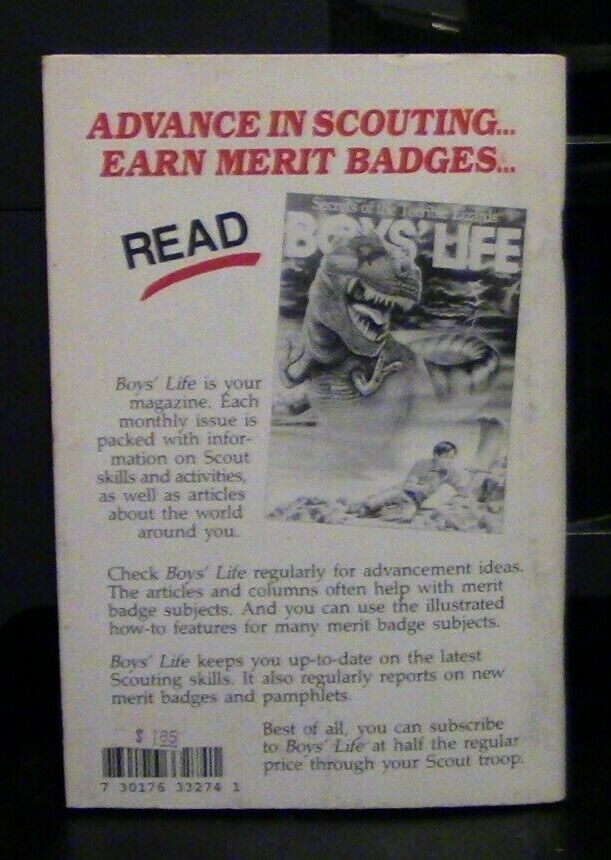 ADVANCE IN SCOUTING...
EARN MERIT BADGES...
READ
Secrets of the Terrible Lizards
BOYS' LIFE
Boys' Life is your
magazine. Each
monthly issue is
packed with infor-
mation on Scout
skills and activities,
as well as articles
about the world
around you.
Check Boys' Life regularly for advancement ideas.
The articles and columns often help with merit
badge subjects. And you can use the illustrated
how-to features for many merit badge subjects.
Boys' Life keeps you up-to-date on the latest
Scouting skills. It also regularly reports on new
merit badges and pamphlets.
Best of all, you can subscribe
to Boys' Life at half the regular
price through your Scout troop.
$ 1.85
7 30176 33274 1